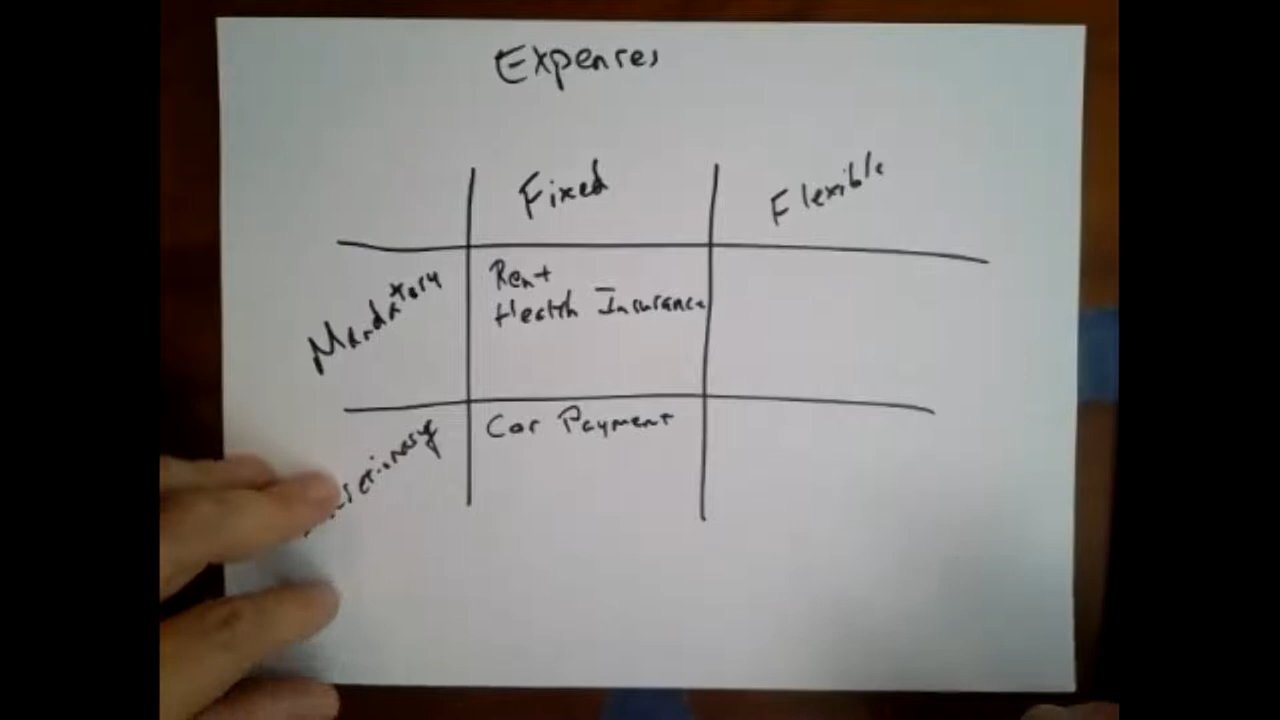 Expenses
Fixed
Flexible
Mandatory
Rent
Health Insurance
Car Payment